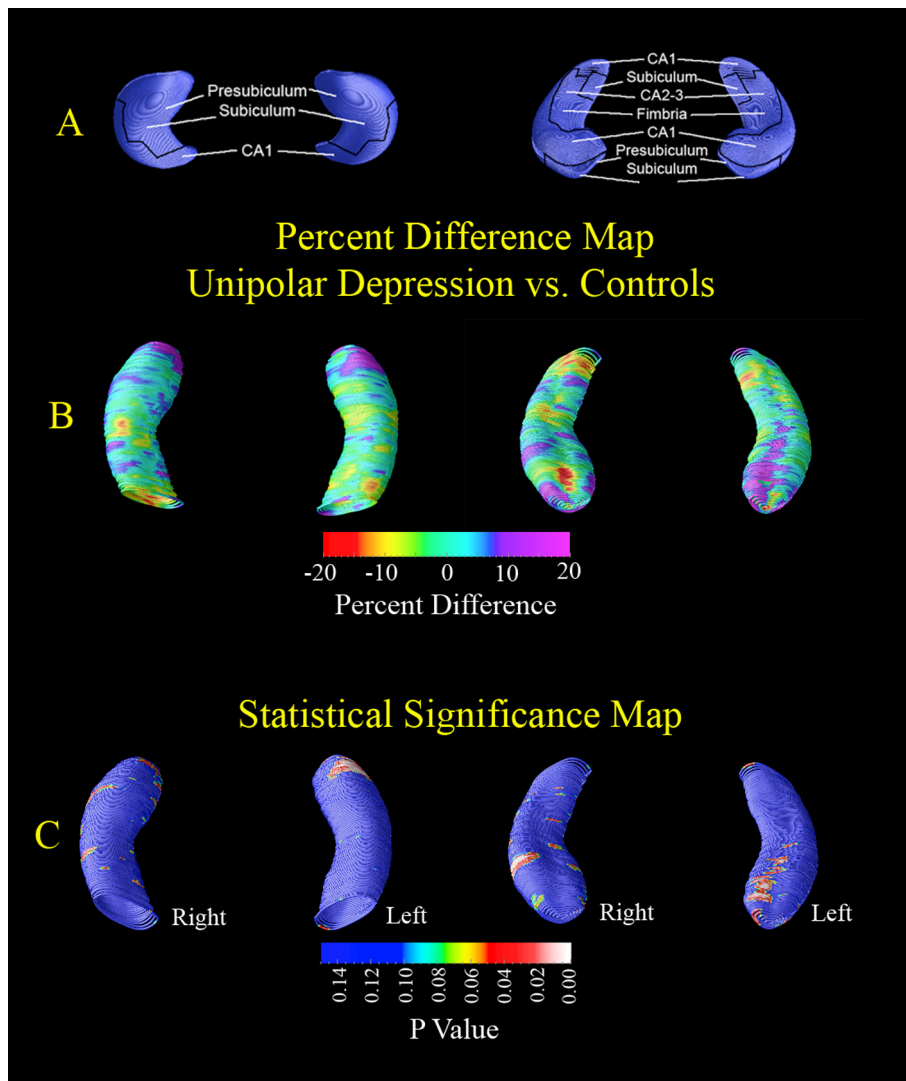 A
Presubiculum
Subiculum
CA1
CA1
Subiculum
CA2-3
Fimbria
CA1
Presubiculum
Subiculum
Percent Difference Map
Unipolar Depression vs. Controls
B
-20 -10 0 10 20
Percent Difference
Statistical Significance Map
C
Right
Left
Right
Left
0.14 0.12 0.10 0.08 0.06 0.04 0.02 0.00
P Value